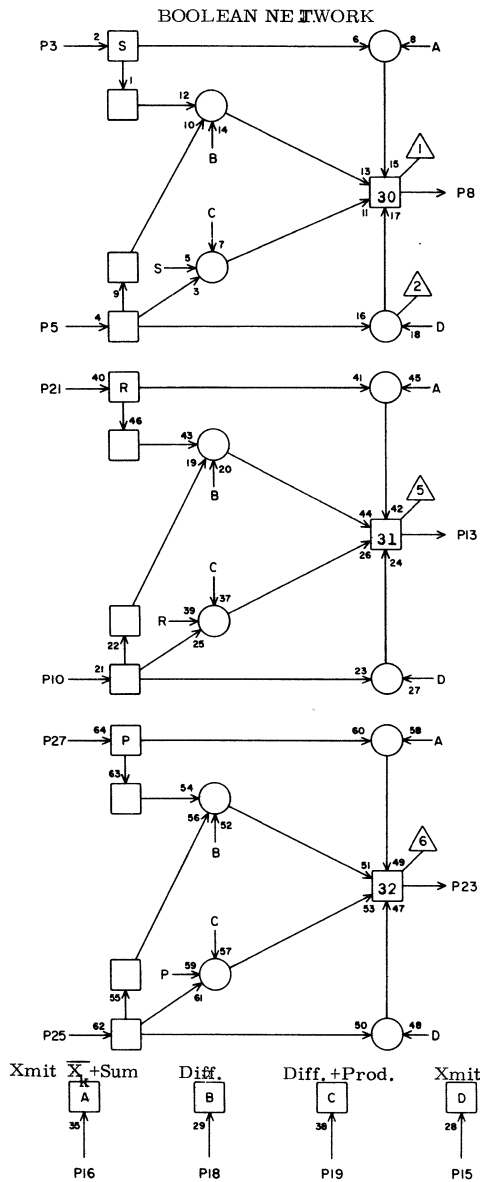 BOOLEAN NETWORK
P3 2 S 6 8 A
1
12
10 14
B
1
13 15
30 P8
11 17
C
7
S 5
3
9
2
P5 4 16 18 D
P21 40 R 41 45 A
46
43
19 20
B
5
44 42
31 P13
26 24
C
37
R 39
25
22
P10 21 23 27 D
P27 64 P 60 58 A
63
54
56 52
B
6
51 49
32 P23
53 47
C
57
P 59
61
55
P25 62 50 48 D
Xmit X̅k+Sum Diff. Diff.+Prod. Xmit
A B C D
35 29 38 28
P16 P18 P19 P15